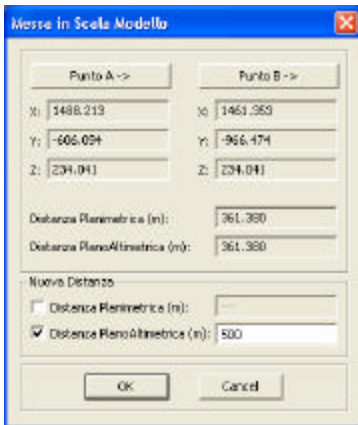 Messa in Scala Modello
Punto A -> Punto B ->
X: 1488.213 X: 1461.353
Y: -606.094 Y: -966.474
Z: 234.041 Z: 234.041
Distanza Planimetrica (m): 361.380
Distanza PlanoAltimetrica (m): 361.380
Nuova Distanza
Distanza Planimetrica (m):
Distanza PlanoAltimetrica (m): 500
OK Cancel